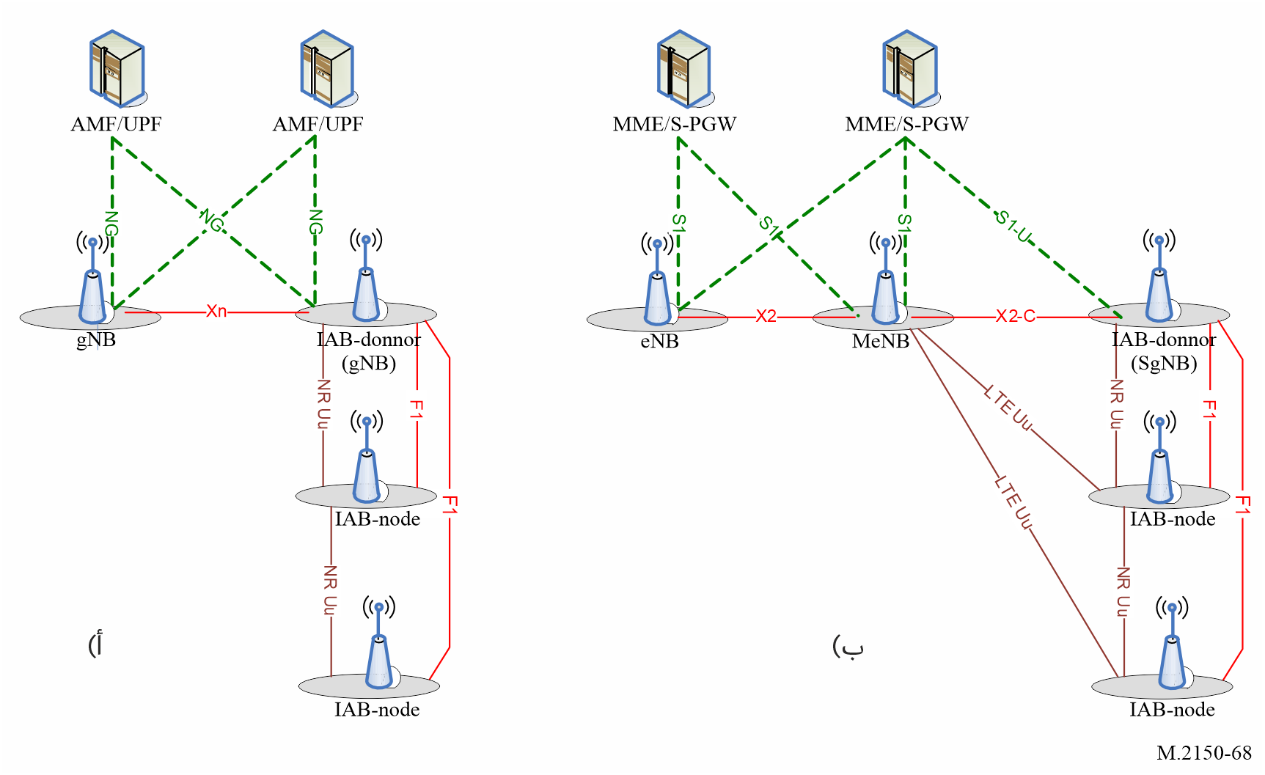 AMF/UPF
AMF/UPF
NG
NG
NG
gNB
Xn
IAB-donnor
(gNB)
NR Uu
F1
IAB-node
F1
NR Uu
IAB-node
أ)
MME/S-PGW
MME/S-PGW
S1
S1
S1
S1-U
eNB
X2
MeNB
X2-C
IAB-donnor
(SgNB)
LTE Uu
NR Uu
F1
LTE Uu
IAB-node
F1
NR Uu
IAB-node
ب)
M.2150-68